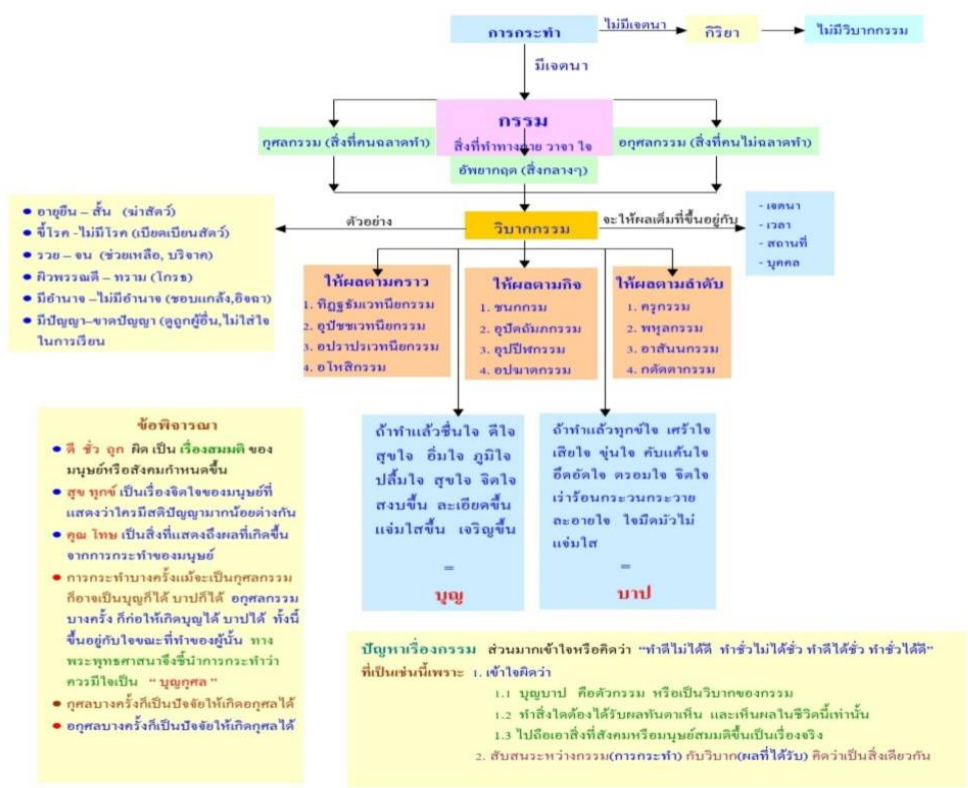 การกระทำ
ไม่มีเจตนา
กิริยา
ไม่มีวิบากกรรม
มีเจตนา
กรรม
สิ่งที่ทำทางกาย วาจา ใจ
กุศลกรรม (สิ่งที่คนฉลาดทำ)
อกุศลกรรม (สิ่งที่คนไม่ฉลาดทำ)
อัพยากฤต (สิ่งกลางๆ)
วิบากกรรม
ตัวอย่าง
จะให้ผลเต็มที่ขึ้นอยู่กับ
- เจตนา
- เวลา
- สถานที่
- บุคคล
● อายุยืน – สั้น (ฆ่าสัตว์)
● ขี้โรค -ไม่มีโรค (เบียดเบียนสัตว์)
● รวย – จน (ช่วยเหลือ, บริจาค)
● ผิวพรรณดี – ทราม (โกรธ)
● มีอำนาจ –ไม่มีอำนาจ (ชอบแกล้ง,อิจฉา)
● มีปัญญา–ขาดปัญญา (ดูถูกผู้อื่น,ไม่ใส่ใจ
ในการเรียน)
ให้ผลตามคราว
1. ทิฏฐธัมเวทนียกรรม
2. อุปัชชเวทนียกรรม
3. อปราปรเวทนียกรรม
4. อโหสิกรรม
ให้ผลตามกิจ
1. ชนกกรรม
2. อุปัตถัมภกรรม
3. อุปปีฬกรรม
4. อปฆาตกรรม
ให้ผลตามลำดับ
1. ครุกรรม
2. พหุลกรรม
3. อาสันนกรรม
4. กตัตตากรรม
ถ้าทำแล้วชื่นใจ ดีใจ
สุขใจ อิ่มใจ ภูมิใจ
ปลื้มใจ สุขใจ จิตใจ
สงบขึ้น ละเอียดขึ้น
แจ่มใสขึ้น เจริญขึ้น
=
บุญ
ถ้าทำแล้วทุกข์ใจ เศร้าใจ
เสียใจ ขุ่นใจ คับแค้นใจ
อึดอัดใจ ตรอมใจ จิตใจ
เร่าร้อนกระวนกระวาย
ละอายใจ ใจมืดมัวไม่
แจ่มใส
=
บาป
ข้อพิจารณา
● ดี ชั่ว ถูก ผิด เป็น เรื่องสมมติ ของ
มนุษย์หรือสังคมกำหนดขึ้น
● สุข ทุกข์ เป็นเรื่องจิตใจของมนุษย์ที่
แสดงว่าใครมีสติปัญญามากน้อยต่างกัน
● คุณ โทษ เป็นสิ่งที่แสดงถึงผลที่เกิดขึ้น
จากการกระทำของมนุษย์
● การกระทำบางครั้งแม้จะเป็นกุศลกรรม
ก็อาจเป็นบุญก็ได้ บาปก็ได้ อกุศลกรรม
บางครั้ง ก็ก่อให้เกิดบุญได้ บาปได้ ทั้งนี้
ขึ้นอยู่กับใจขณะที่ทำของผู้นั้น ทาง
พระพุทธศาสนาจึงชี้นำการกระทำว่า
ควรมีใจเป็น “ บุญกุศล ”
● กุศลบางครั้งก็เป็นปัจจัยให้เกิดอกุศลได้
● อกุศลบางครั้งก็เป็นปัจจัยให้เกิดกุศลได้
ปัญหาเรื่องกรรม ส่วนมากเข้าใจหรือคิดว่า “ทำดีไม่ได้ดี ทำชั่วไม่ได้ชั่ว ทำดีได้ชั่ว ทำชั่วได้ดี”
ที่เป็นเช่นนี้เพราะ 1. เข้าใจผิดว่า
1.1 บุญบาป คือตัวกรรม หรือเป็นวิบากของกรรม
1.2 ทำสิ่งใดต้องได้รับผลทันตาเห็น และเห็นผลในชีวิตนี้เท่านั้น
1.3 ไปถือเอาสิ่งที่สังคมหรือมนุษย์สมมติขึ้นเป็นเรื่องจริง
2. สับสนระหว่างกรรม(การกระทำ) กับวิบาก(ผลที่ได้รับ) คิดว่าเป็นสิ่งเดียวกัน